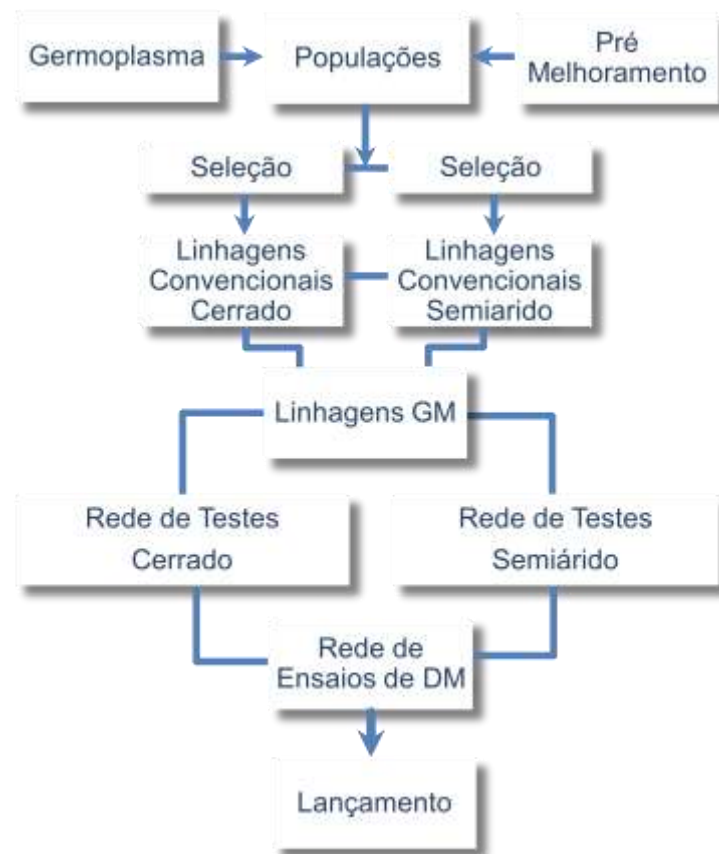 Germoplasma
Populações
Pré
Melhoramento
Seleção
Seleção
Linhagens
Convencionais
Cerrado
Linhagens
Convencionais
Semiarido
Linhagens GM
Rede de Testes
Cerrado
Rede de Testes
Semiárido
Rede de
Ensaios de DM
Lançamento